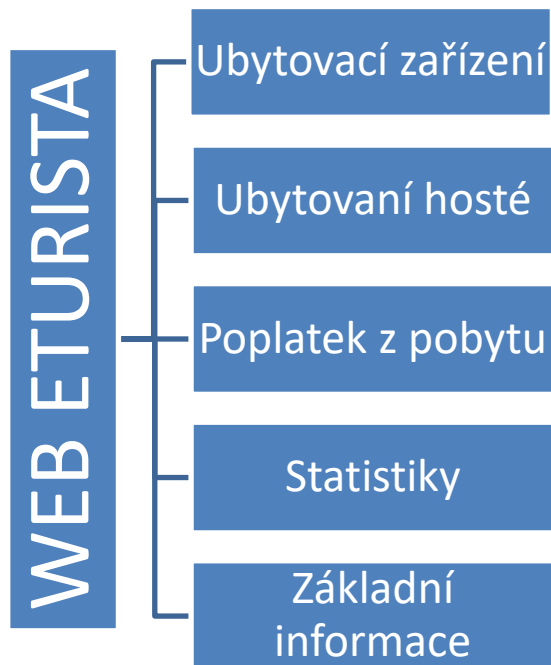 WEB ETURISTA
Ubytovací zařízení
Ubytovaní hosté
Poplatek z pobytu
Statistiky
Základní
informace